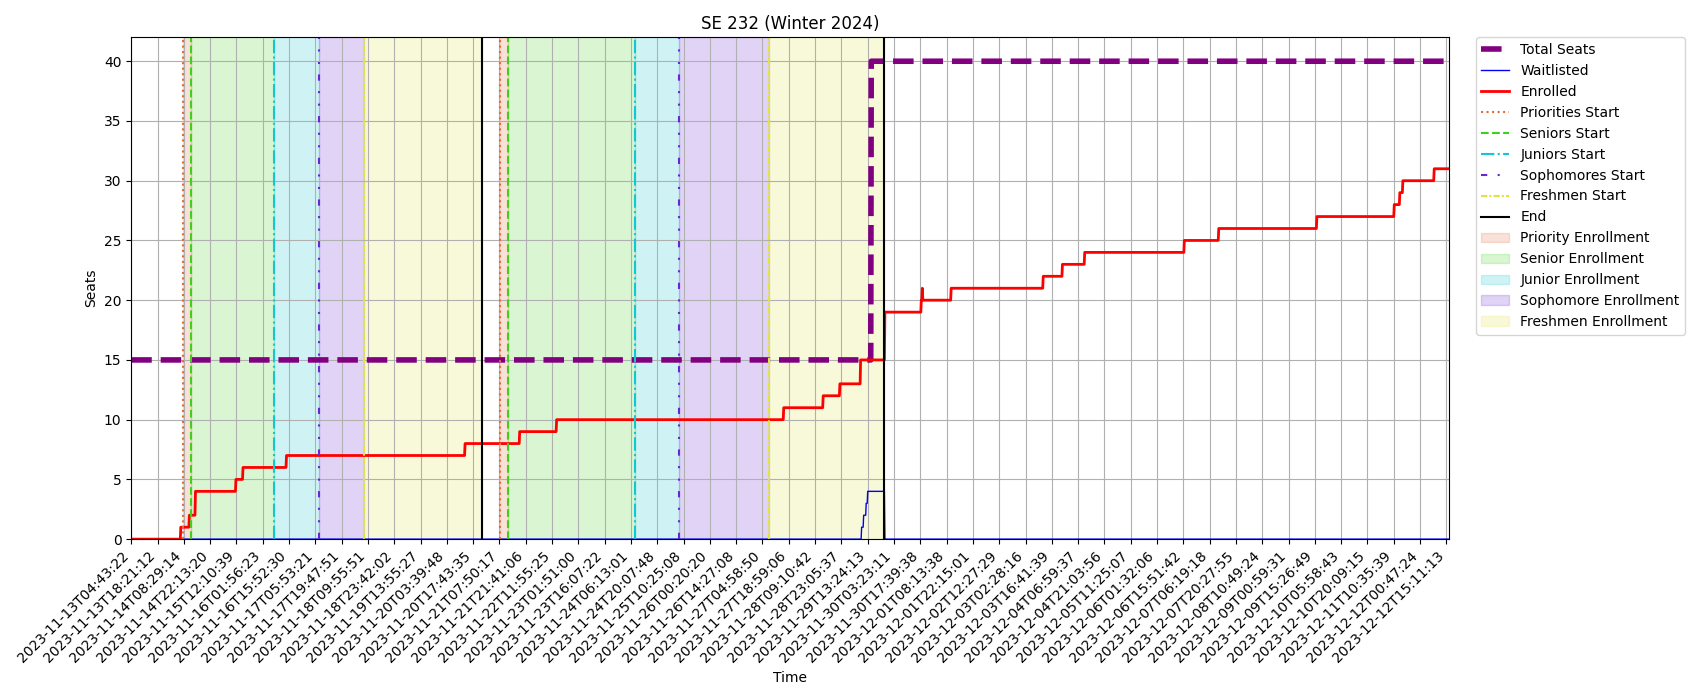 SE 232 (Winter 2024)
40
35
30
25
20
15
10
5
0
Seats
2023-11-13T04:43:22
2023-11-13T18:21:12
2023-11-14T08:29:14
2023-11-14T22:13:20
2023-11-15T12:10:39
2023-11-16T01:56:23
2023-11-16T15:52:30
2023-11-17T05:53:21
2023-11-17T19:47:51
2023-11-18T09:55:51
2023-11-18T23:42:02
2023-11-19T13:55:27
2023-11-20T03:39:48
2023-11-20T17:43:35
2023-11-21T07:50:17
2023-11-21T21:41:06
2023-11-22T11:55:25
2023-11-23T01:51:00
2023-11-23T16:07:22
2023-11-24T06:13:01
2023-11-24T20:07:48
2023-11-25T10:25:08
2023-11-26T00:20:20
2023-11-26T14:27:08
2023-11-27T04:58:50
2023-11-27T18:59:06
2023-11-28T09:10:42
2023-11-28T23:05:37
2023-11-29T13:24:13
2023-11-30T03:23:11
2023-11-30T17:39:38
2023-12-01T08:13:38
2023-12-01T22:15:01
2023-12-02T12:27:29
2023-12-03T02:28:16
2023-12-03T16:41:39
2023-12-04T06:59:37
2023-12-04T21:03:56
2023-12-05T11:25:07
2023-12-06T01:32:06
2023-12-06T15:51:42
2023-12-07T06:19:18
2023-12-07T20:27:55
2023-12-08T10:49:24
2023-12-09T00:59:31
2023-12-09T15:26:49
2023-12-10T05:58:43
2023-12-10T20:09:15
2023-12-11T10:35:39
2023-12-12T00:47:24
2023-12-12T15:11:13
Time
Total Seats
Waitlisted
Enrolled
Priorities Start
Seniors Start
Juniors Start
Sophomores Start
Freshmen Start
End
Priority Enrollment
Senior Enrollment
Junior Enrollment
Sophomore Enrollment
Freshmen Enrollment